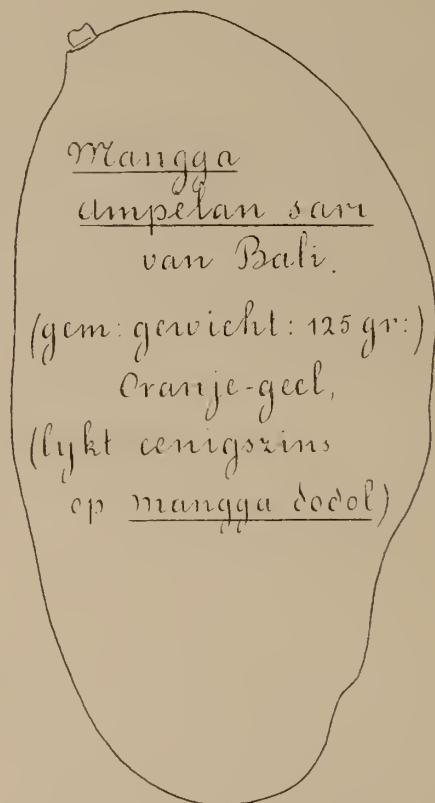 Mangga
ampelan sari
van Bali.
(gem: gewicht: 125 gr:)
Oranje-geel,
(lykt eenigszins
op mangga dodol)